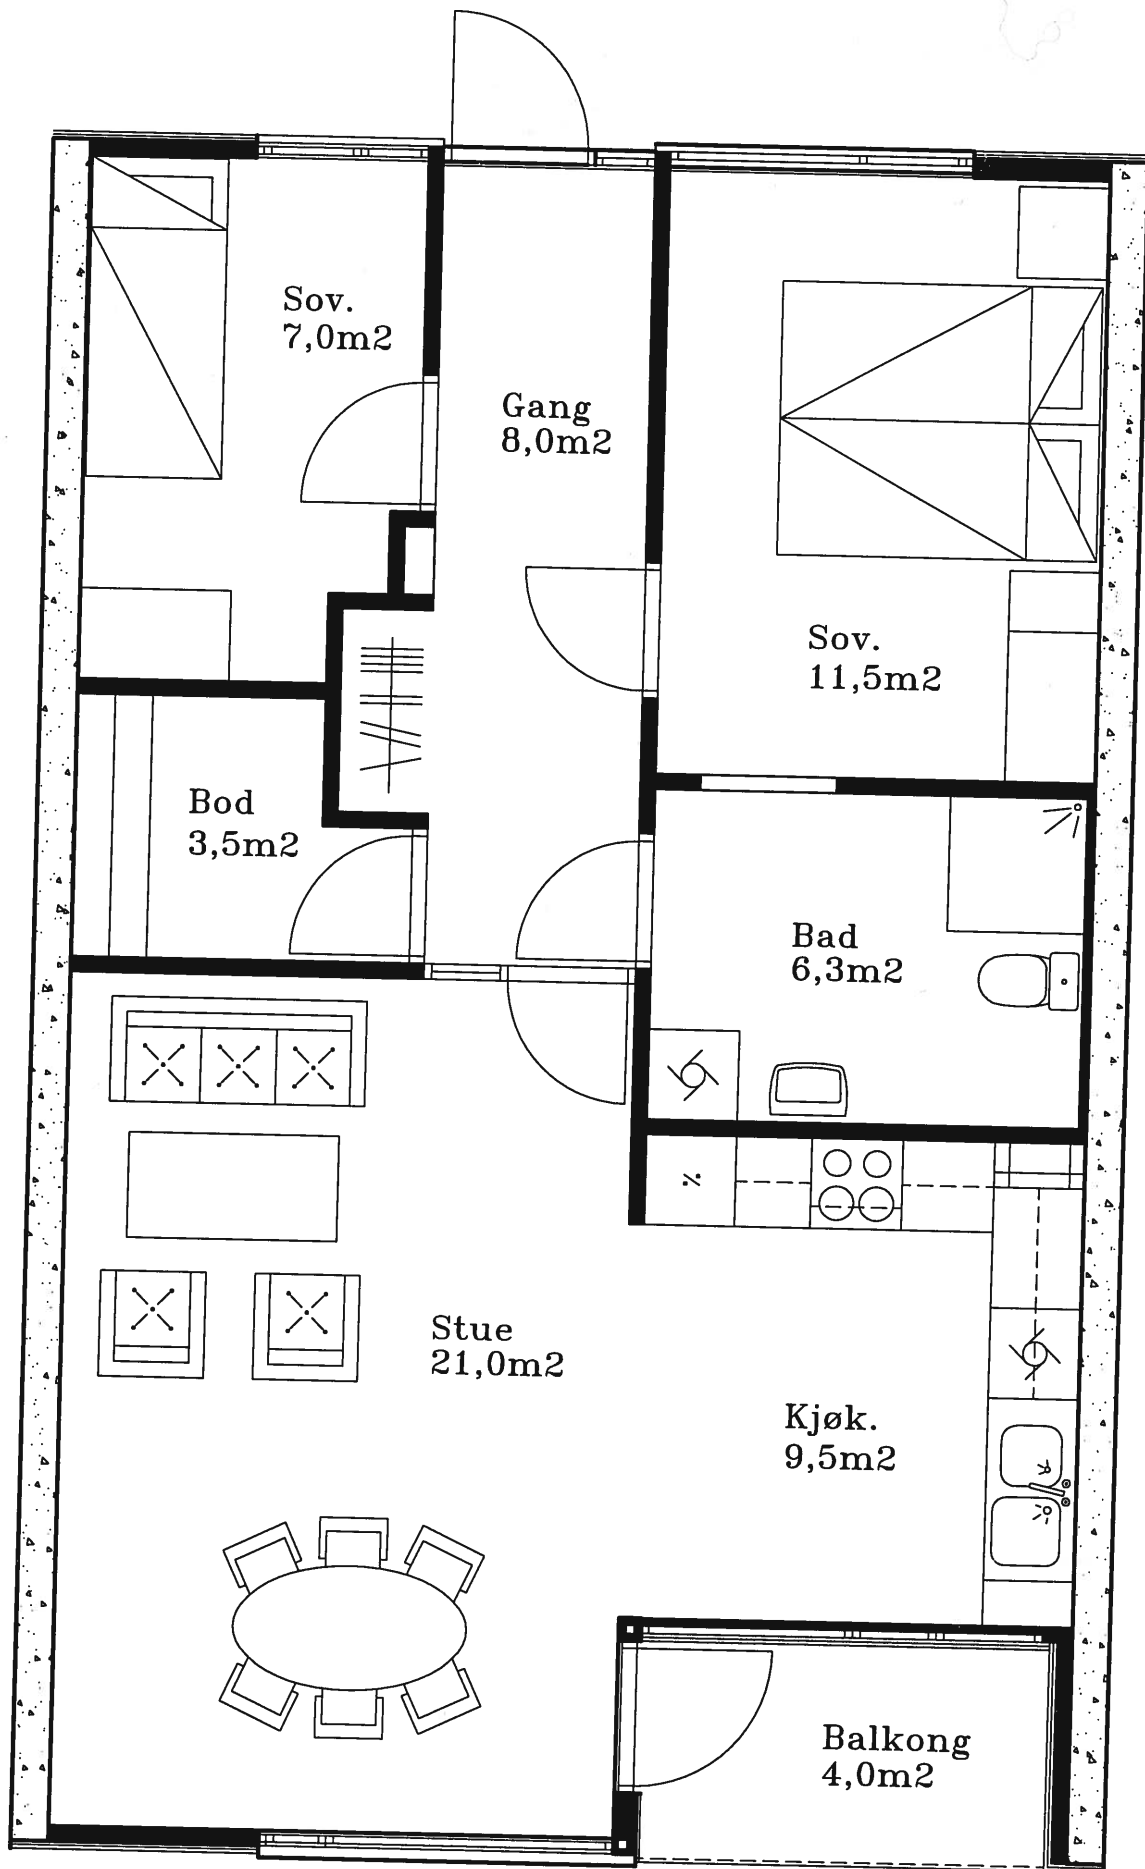 Sov.
7,0m2
Gang
8,0m2
Sov.
11,5m2
Bod
3,5m2
Bad
6,3m2
Stue
21,0m2
Kjøk.
9,5m2
Balkong
4,0m2